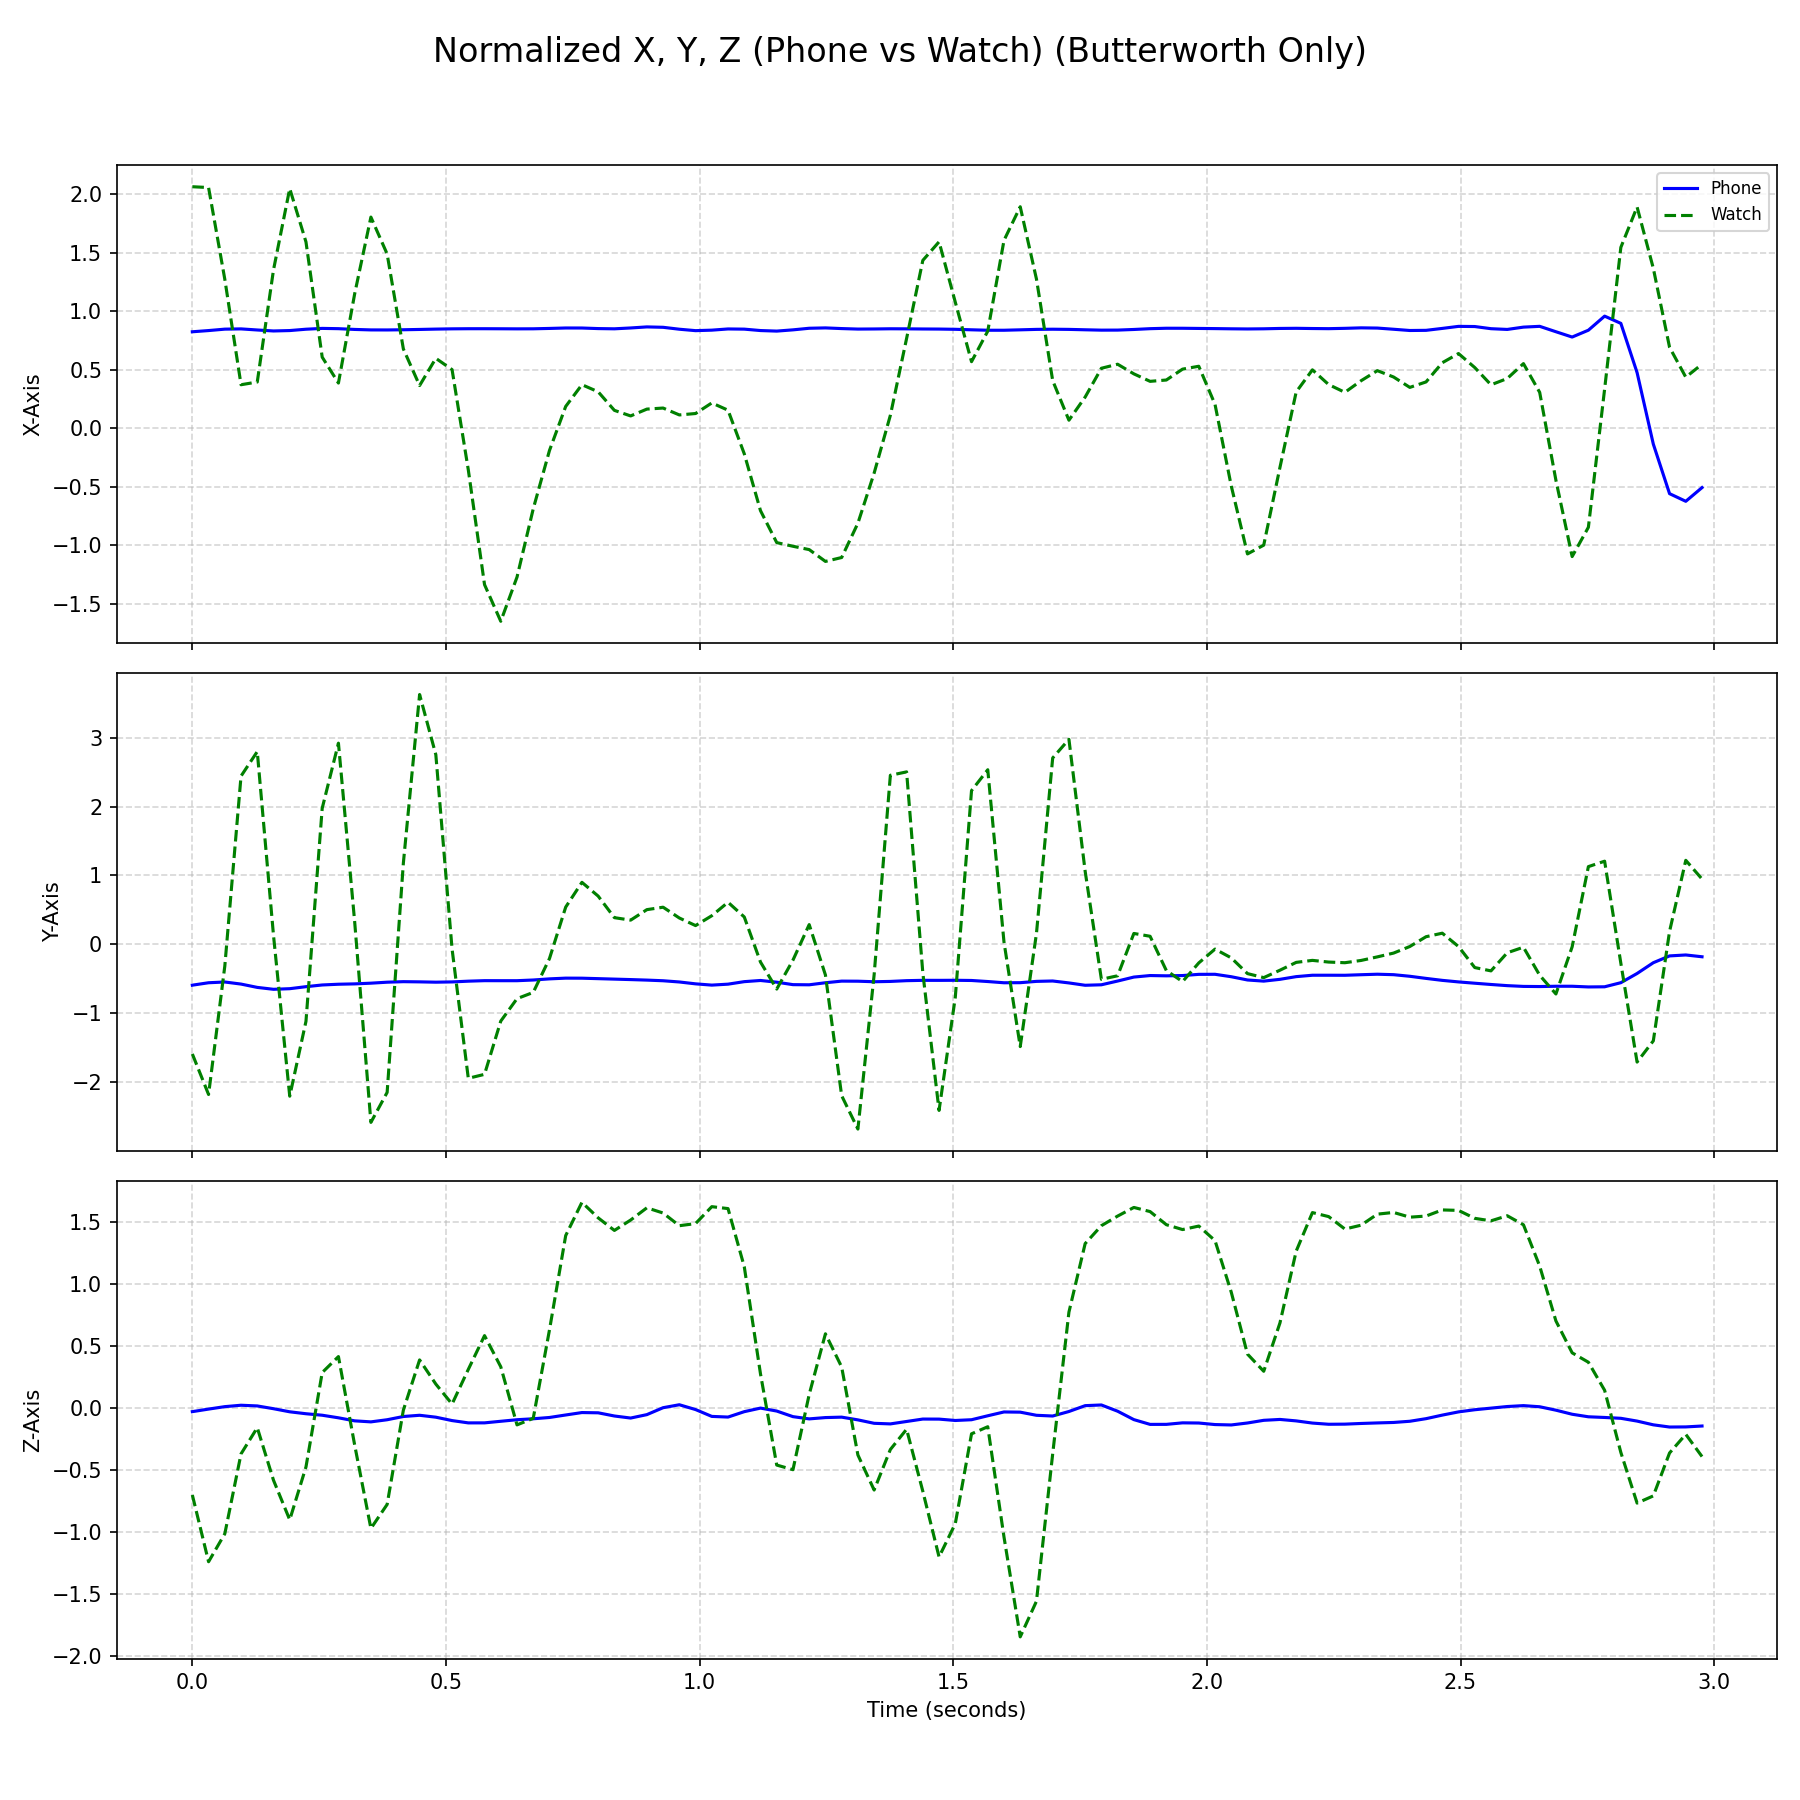 Normalized X, Y, Z (Phone vs Watch) (Butterworth Only)
Phone
Watch
2.0
1.5
1.0
0.5
0.0
−0.5
−1.0
−1.5
X-Axis
3
2
1
0
−1
−2
Y-Axis
1.5
1.0
0.5
0.0
−0.5
−1.0
−1.5
−2.0
Z-Axis
0.0 0.5 1.0 1.5 2.0 2.5 3.0
Time (seconds)